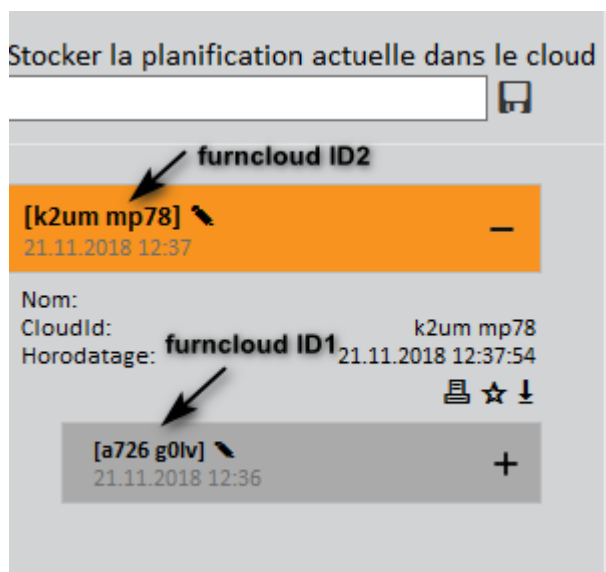 Stocker la planification actuelle dans le cloud
furncloud ID2
[k2um mp78]
21.11.2018 12:37
Nom:
CloudId: k2um mp78
Horodatage: 21.11.2018 12:37:54
furncloud ID1
[a726 g0lv]
21.11.2018 12:36